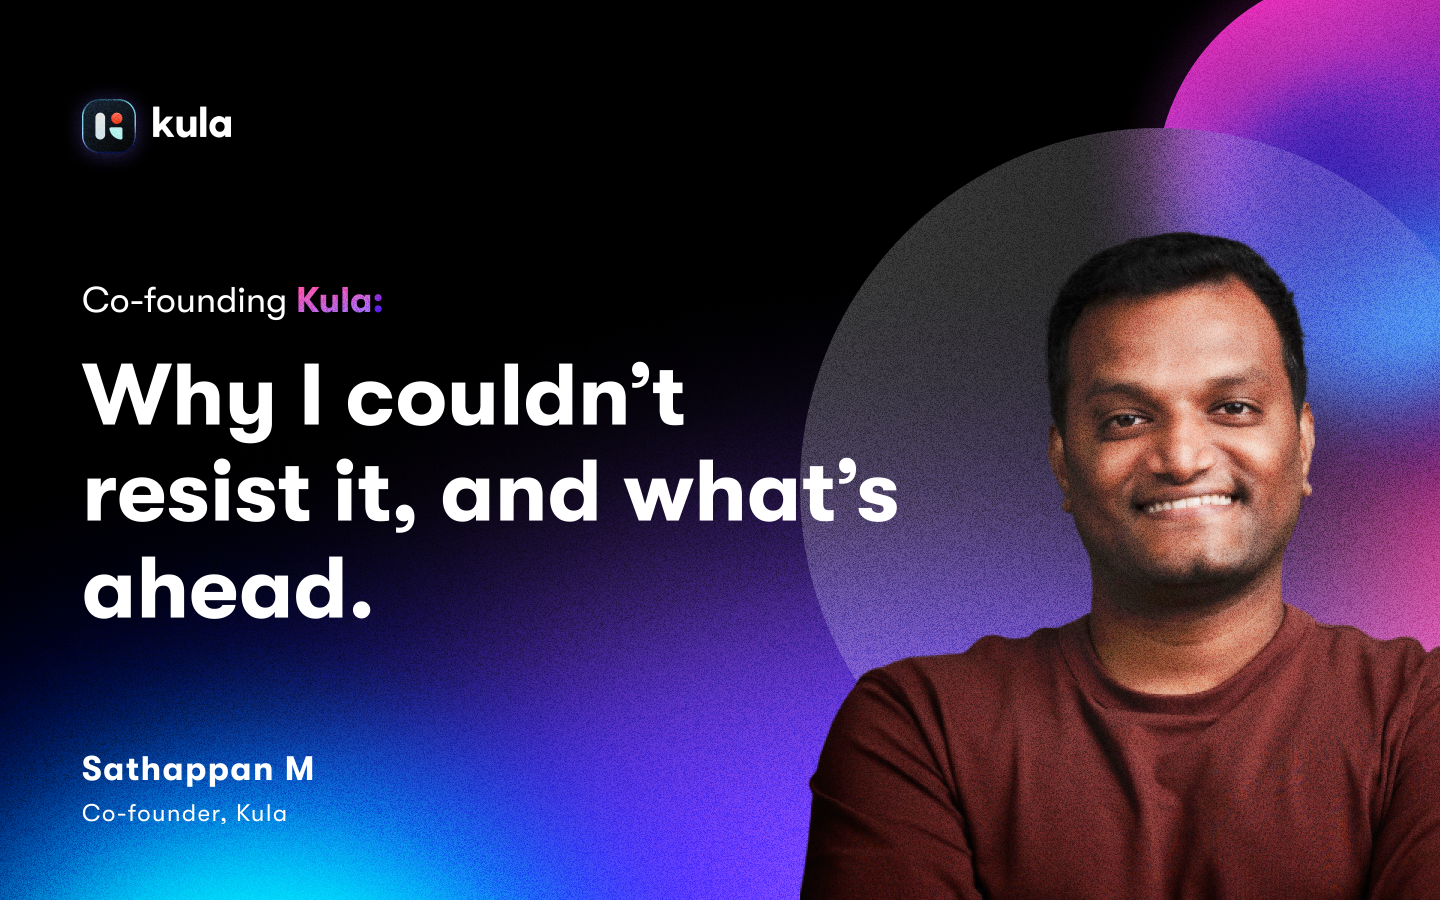 kula
Co-founding Kula:
Why I couldn’t
resist it, and what’s
ahead.
Sathappan M
Co-founder, Kula